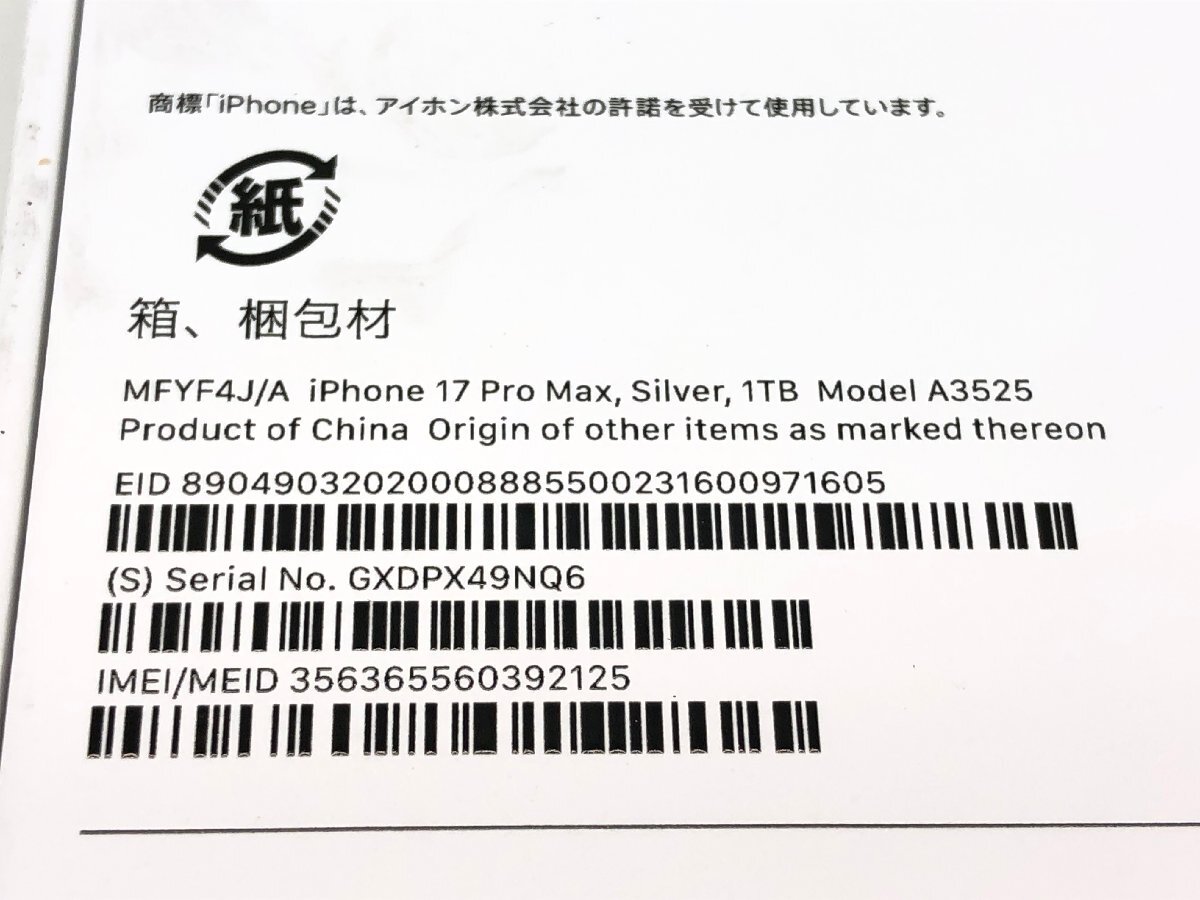 商標「iPhone」は、アイホン株式会社の許諾を受けて使用しています。
紙
箱、梱包材
MFYF4J/A iPhone 17 Pro Max, Silver, 1TB Model A3525
Product of China Origin of other items as marked thereon
EID 89049032020008885500231600971605
(S) Serial No. GXDPX49NQ6
IMEI/MEID 356365560392125